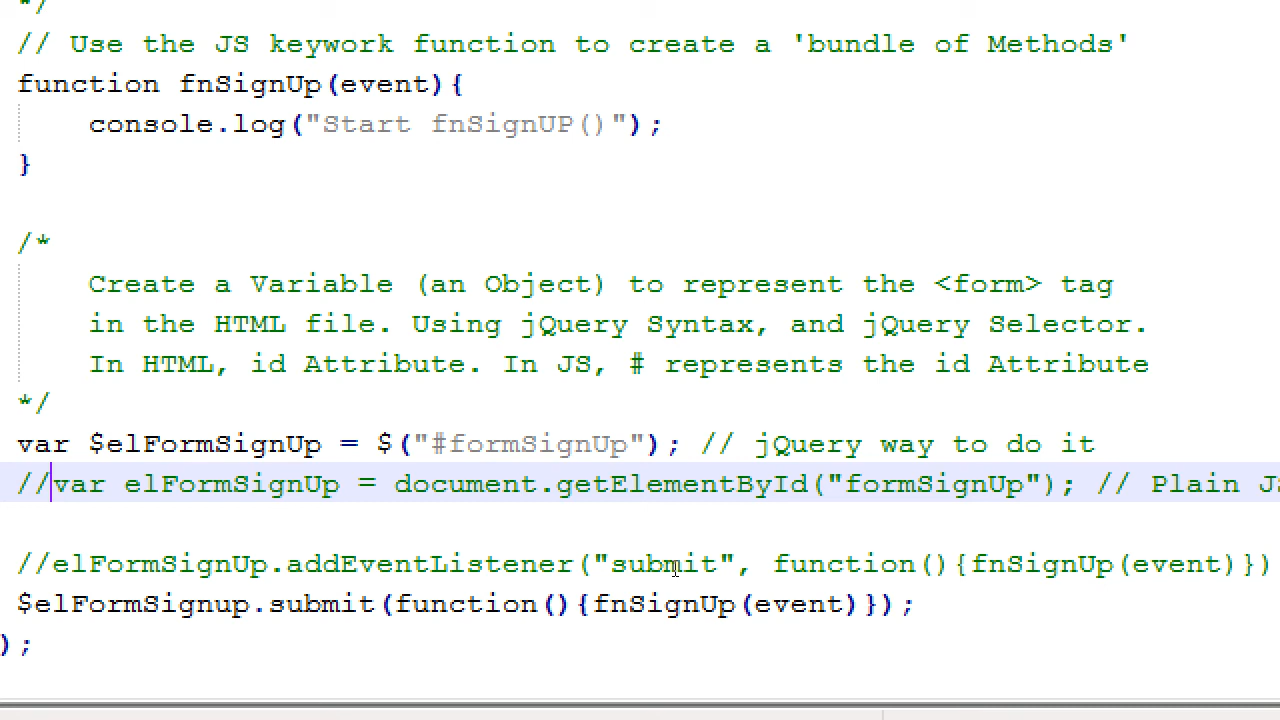 */
// Use the JS keywork function to create a 'bundle of Methods'
function fnSignUp(event){
console.log("Start fnSignUP()");
}
/*
Create a Variable (an Object) to represent the <form> tag
in the HTML file. Using jQuery Syntax, and jQuery Selector.
In HTML, id Attribute. In JS, # represents the id Attribute
*/
var $elFormSignUp = $("#formSignUp"); // jQuery way to do it
//var elFormSignUp = document.getElementById("formSignUp"); // Plain JS
//elFormSignUp.addEventListener("submit", function(){fnSignUp(event)})
$elFormSignup.submit(function(){fnSignUp(event)});
);